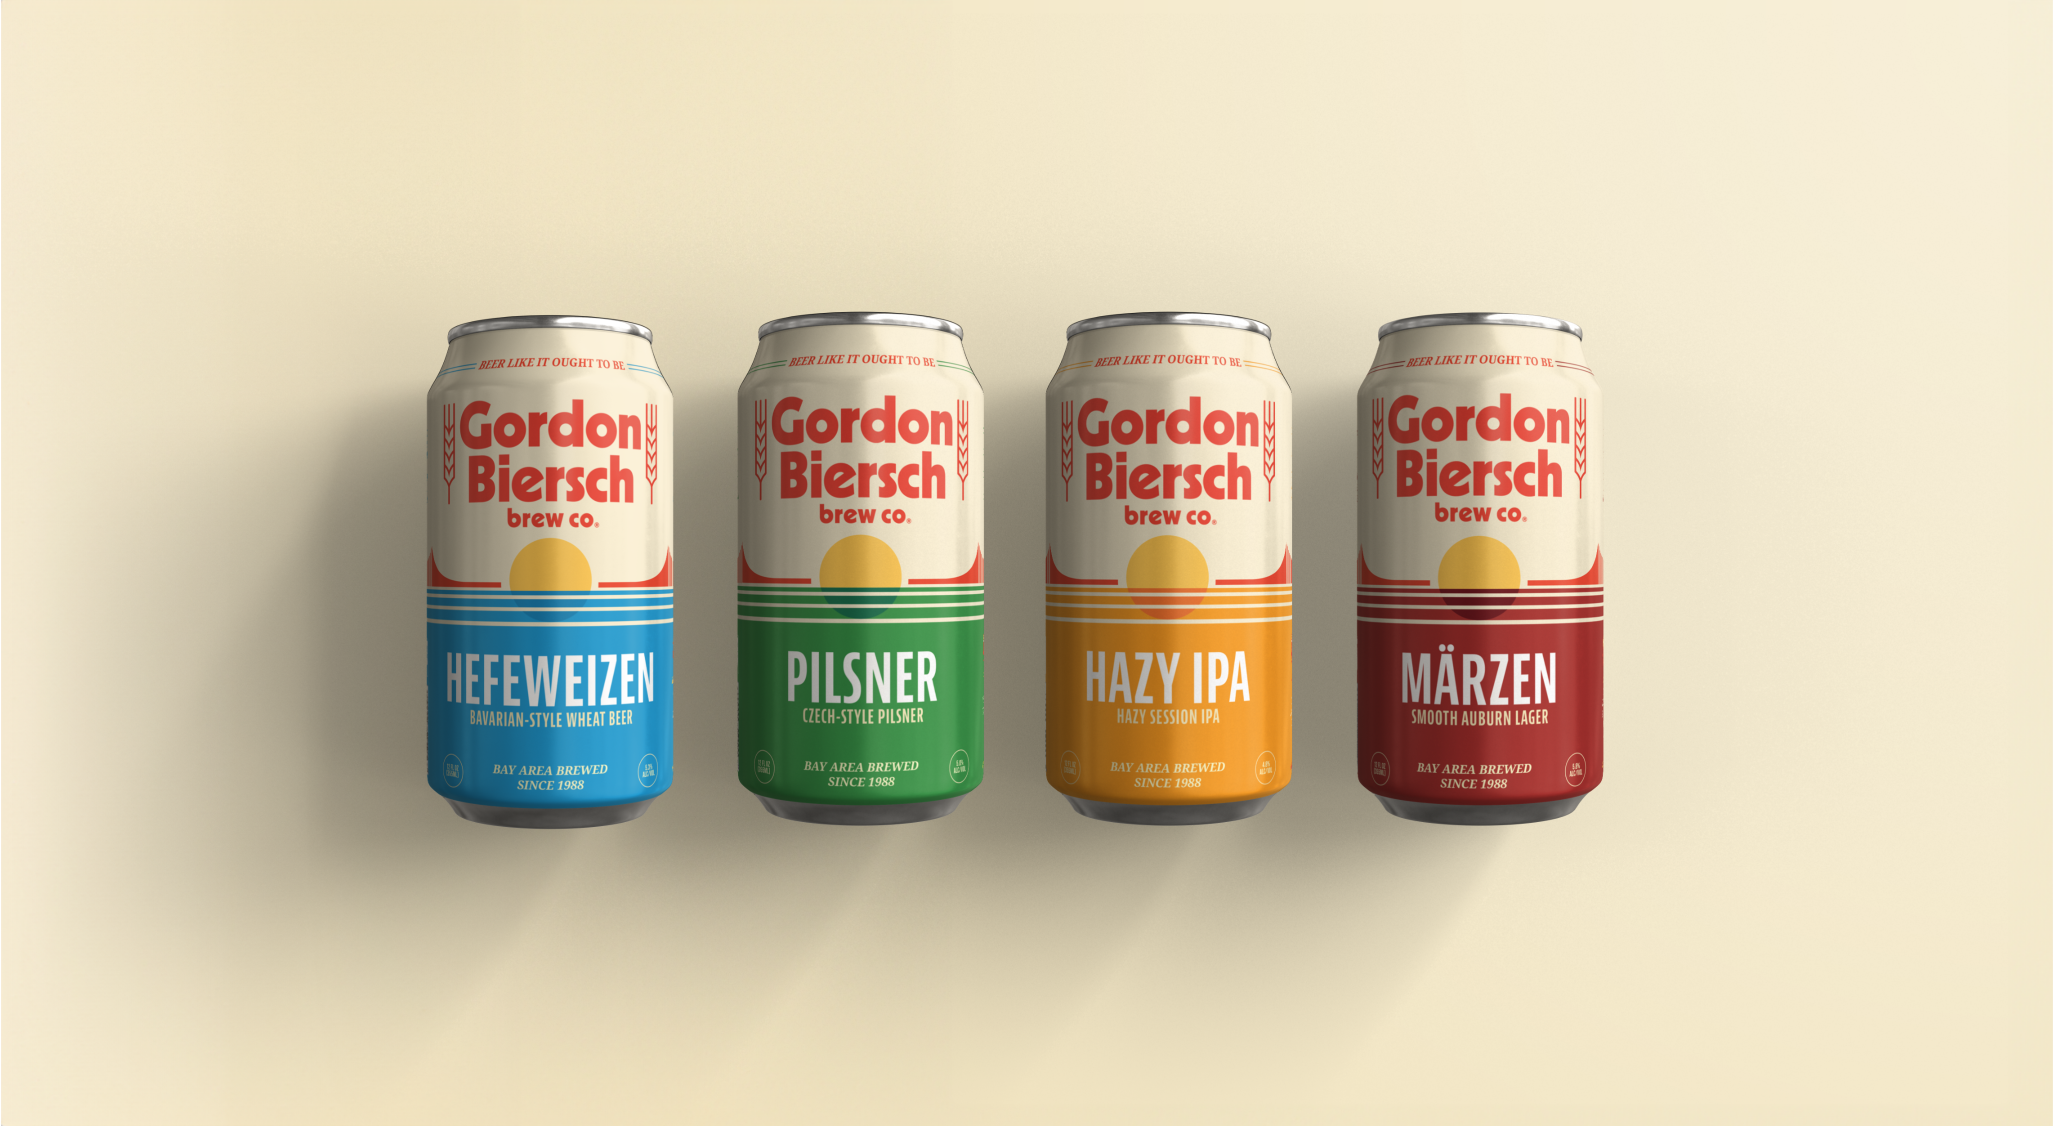 BEER LIKE IT OUGHT TO BE
Gordon
Biersch
brew co.
HEFEWEIZEN
BAVARIAN-STYLE WHEAT BEER
BAY AREA BREWED
SINCE 1988
BEER LIKE IT OUGHT TO BE
Gordon
Biersch
brew co.
PILSNER
CZECH-STYLE PILSNER
BAY AREA BREWED
SINCE 1988
BEER LIKE IT OUGHT TO BE
Gordon
Biersch
brew co.
HAZY IPA
HAZY SESSION IPA
BAY AREA BREWED
SINCE 1988
BEER LIKE IT OUGHT TO BE
Gordon
Biersch
brew co.
MÄRZEN
SMOOTH AUBURN LAGER
BAY AREA BREWED
SINCE 1988